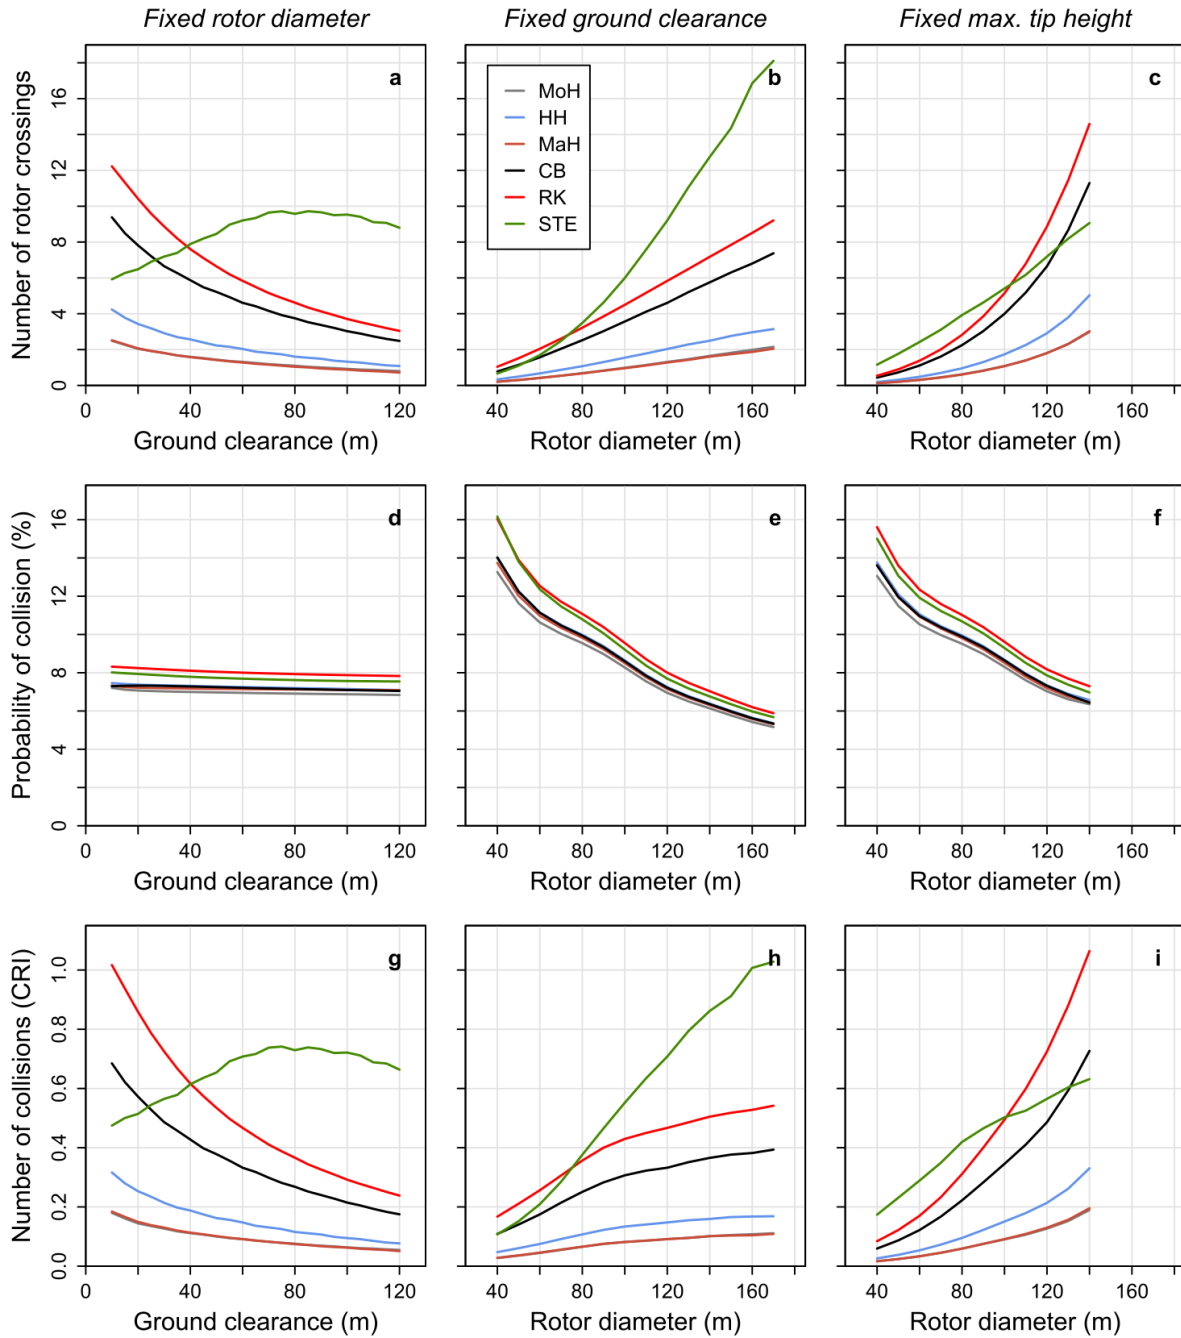 Fixed rotor diameter
Fixed ground clearance
Fixed max. tip height
Number of rotor crossings
0 4 8 12 16
a
0 40 80 120
Ground clearance (m)
b
MoH
HH
MaH
CB
RK
STE
40 80 120 160
Rotor diameter (m)
c
40 80 120 160
Rotor diameter (m)
Probability of collision (%)
0 4 8 12 16
d
0 40 80 120
Ground clearance (m)
e
40 80 120 160
Rotor diameter (m)
f
40 80 120 160
Rotor diameter (m)
Number of collisions (CRI)
0.0 0.2 0.4 0.6 0.8 1.0
g
0 40 80 120
Ground clearance (m)
h
40 80 120 160
Rotor diameter (m)
i
40 80 120 160
Rotor diameter (m)